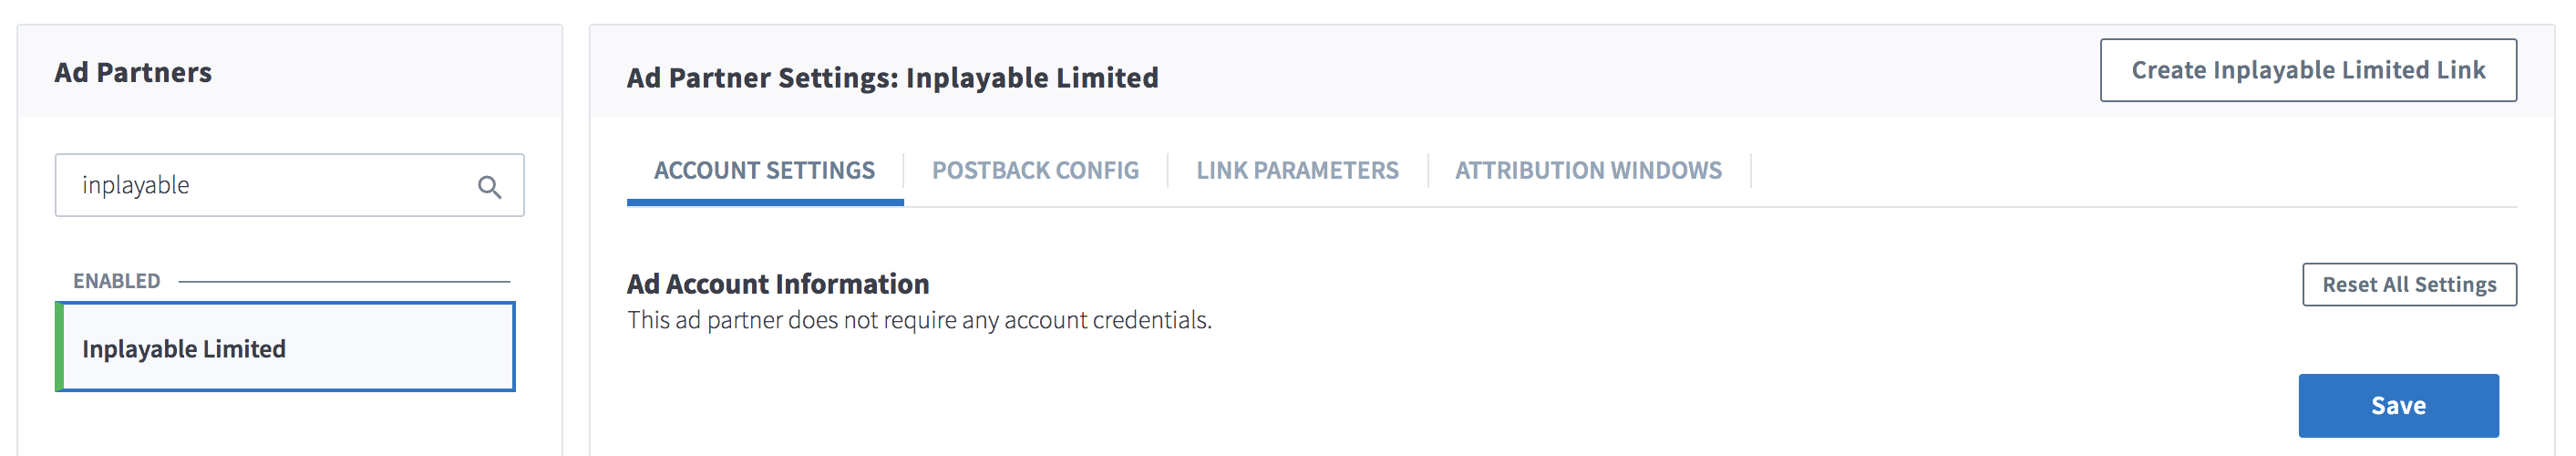 Ad Partners
inplayable
ENABLED
Inplayable Limited
Ad Partner Settings: Inplayable Limited
Create Inplayable Limited Link
ACCOUNT SETTINGS
POSTBACK CONFIG
LINK PARAMETERS
ATTRIBUTION WINDOWS
Ad Account Information
Reset All Settings
This ad partner does not require any account credentials.
Save